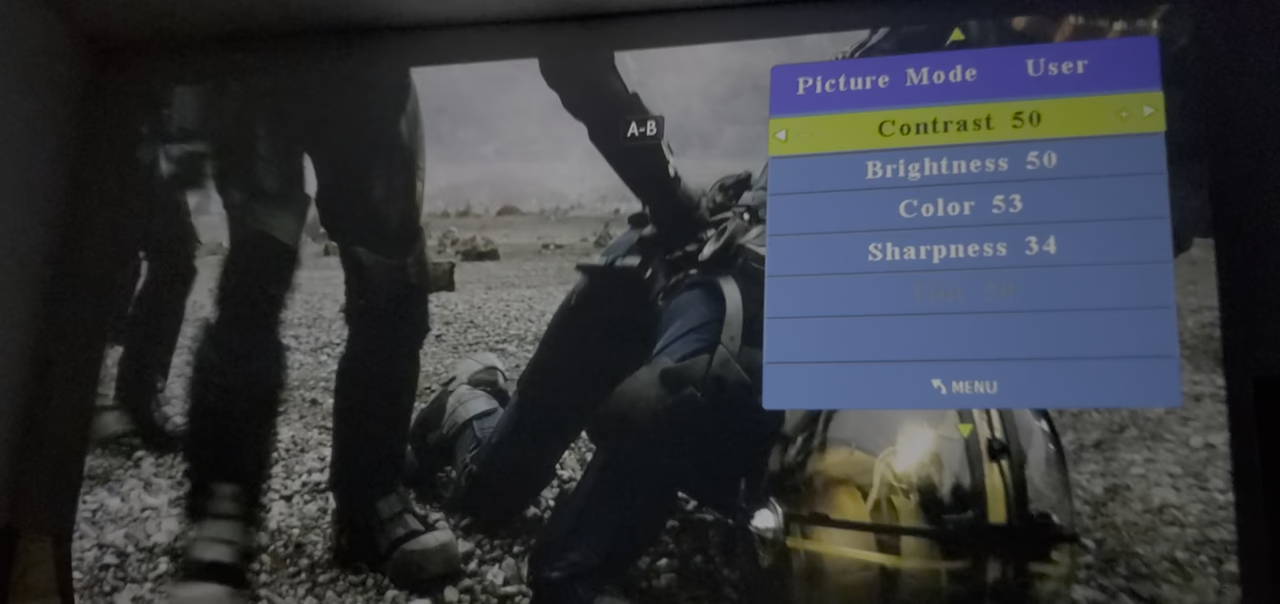 Picture Mode User
A-B
Contrast 50
Brightness 50
Color 53
Sharpness 34
MENU